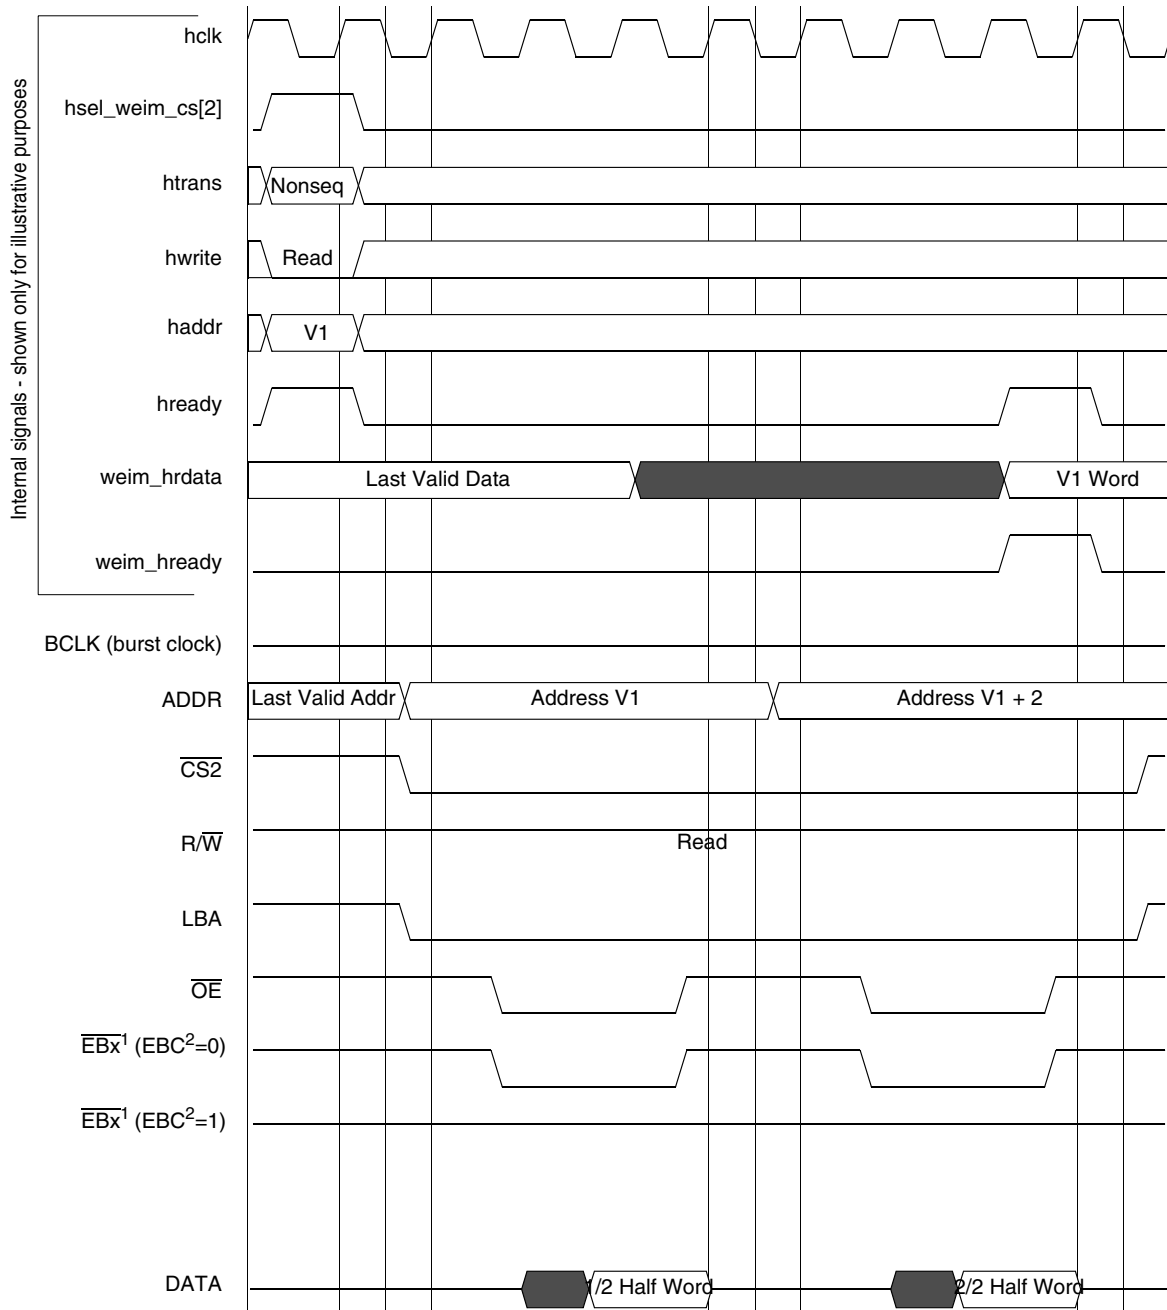 Internal signals - shown only for illustrative purposes
hclk
hsel_weim_cs[2]
htrans
Nonseq
hwrite
Read
haddr
V1
hready
weim_hrdata
Last Valid Data
V1 Word
weim_hready
BCLK (burst clock)
ADDR
Last Valid Addr
Address V1
Address V1 + 2
CS2
R/W
Read
LBA
OE
EBx1 (EBC2=0)
EBx1 (EBC2=1)
DATA
1/2 Half Word
2/2 Half Word